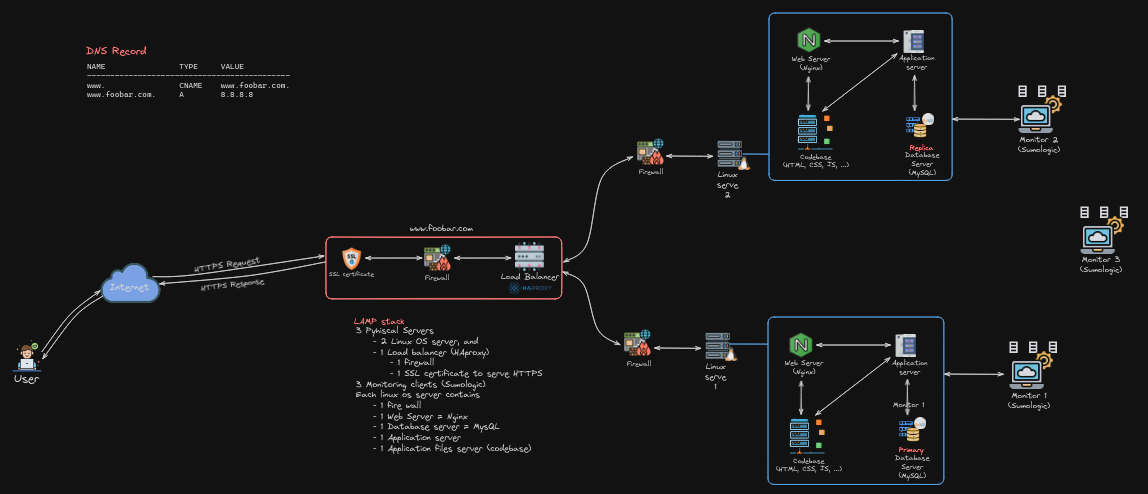 DNS Record
NAME TYPE VALUE
www. CNAME www.foobar.com.
www.foobar.com. A 8.8.8.8
Web Server
(Nginx)
Application
server
Codebase
(HTML, CSS, JS, ...)
Replica
Database
Server
(MySQL)
Monitor 2
(Sumologic)
Firewall
Linux
serve
2
Monitor 3
(Sumologic)
www.foobar.com
SSL
SSL certificate
Firewall
Load Balancer
HAPROXY
HTTPS Request
HTTPS Response
Internet
User
LAMP stack
3 Pyhiscal Servers
- 2 Linux OS server, and
- 1 Load balancer (HAproxy)
- 1 firewall
- 1 SSL certificate to serve HTTPS
3 Monitoring clients (Sumologic)
Each linux os server contains
- 1 fire wall
- 1 Web Server = Nginx
- 1 Database server = MySQL
- 1 Application server
- 1 Application files server (codebase)
Firewall
Linux
serve
1
Web Server
(Nginx)
Application
server
Monitor 1
Codebase
(HTML, CSS, JS, ...)
Primary
Database
Server
(MySQL)
Monitor 1
(Sumologic)